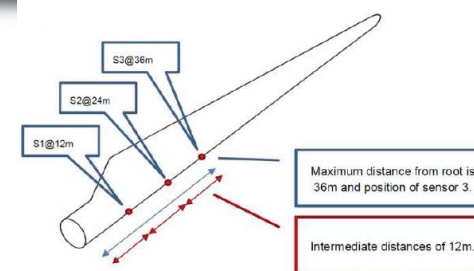 S3@36m
S2@24m
S1@12m
Maximum distance from root is
36m and position of sensor 3.
Intermediate distances of 12m.